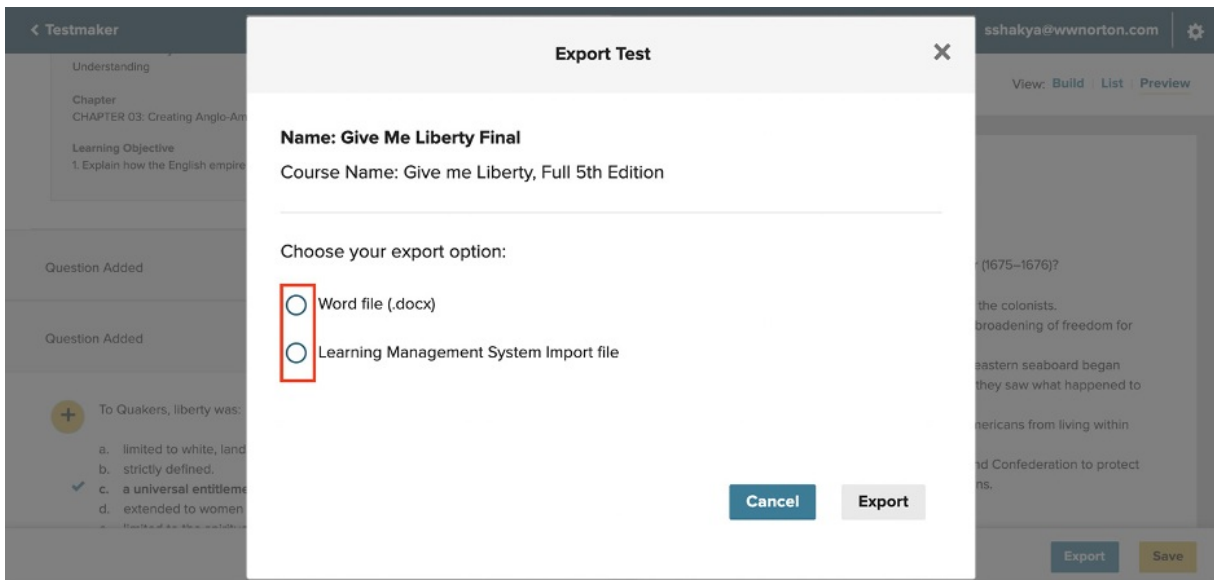 Testmaker
sshakya@wwnorton.com
Export Test
View: Build List Preview
Understanding
Chapter
CHAPTER 03: Creating Anglo-Am
Learning Objective
1. Explain how the English empire
Name: Give Me Liberty Final
Course Name: Give me Liberty, Full 5th Edition
Choose your export option:
Word file (.docx)
Learning Management System Import file
Cancel
Export
Question Added
Question Added
To Quakers, liberty was:
a. limited to white, land
b. strictly defined.
c. a universal entitleme
d. extended to women
(1675–1676)?
the colonists.
broadening of freedom for
eastern seaboard began
they saw what happened to
mericans from living within
nd Confederation to protect
ns.
Export
Save